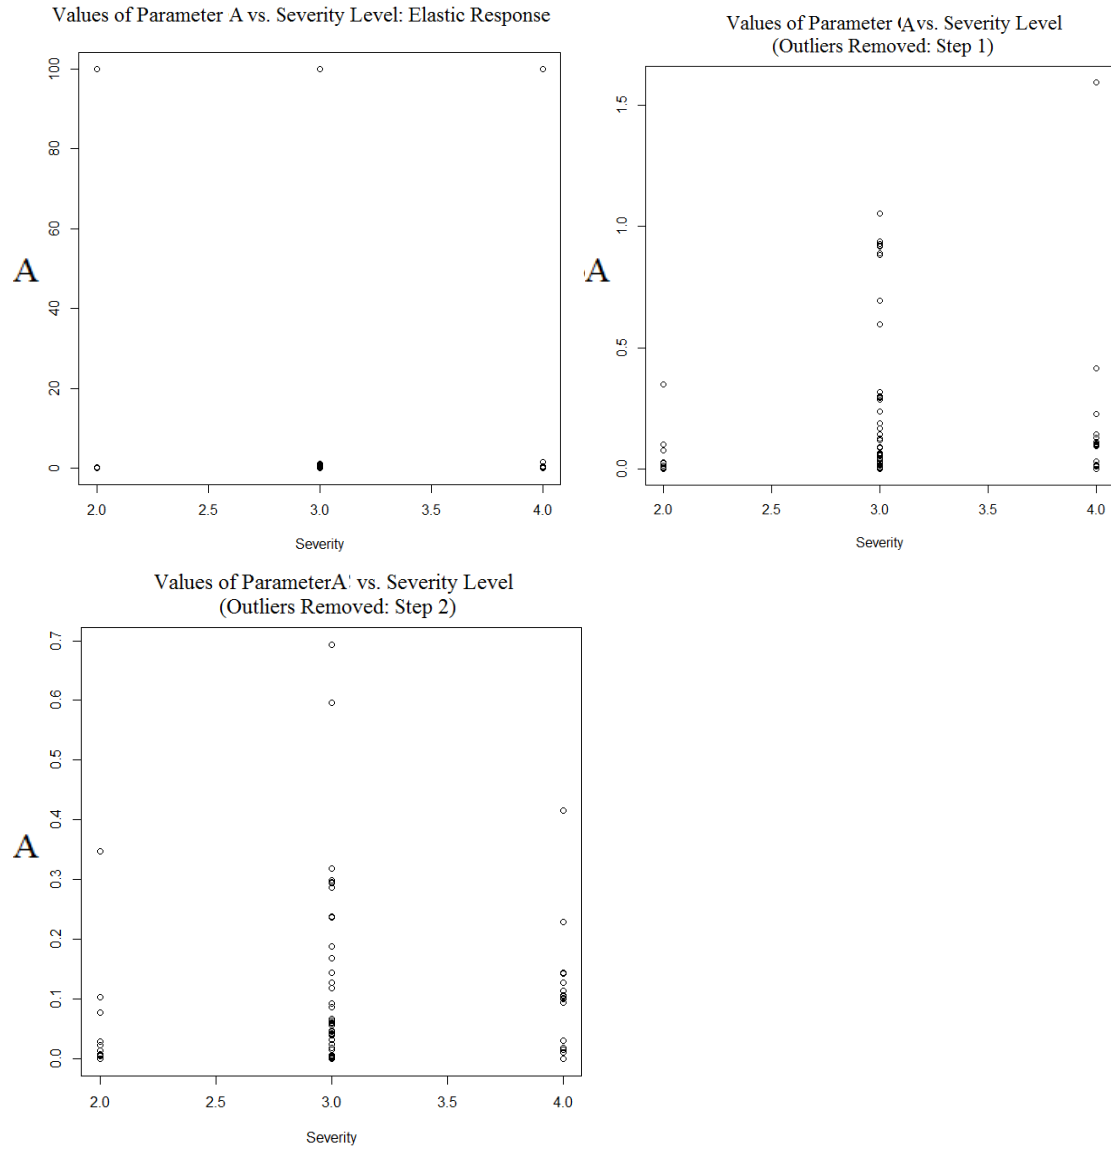 Values of Parameter A vs. Severity Level: Elastic Response
100
80
60
40
20
0
A
2.0 2.5 3.0 3.5 4.0
Severity
Values of Parameter (A vs. Severity Level
(Outliers Removed: Step 1)
1.5
1.0
0.5
0.0
A
2.0 2.5 3.0 3.5 4.0
Severity
Values of ParameterA' vs. Severity Level
(Outliers Removed: Step 2)
0.7
0.6
0.5
0.4
0.3
0.2
0.1
0.0
A
2.0 2.5 3.0 3.5 4.0
Severity